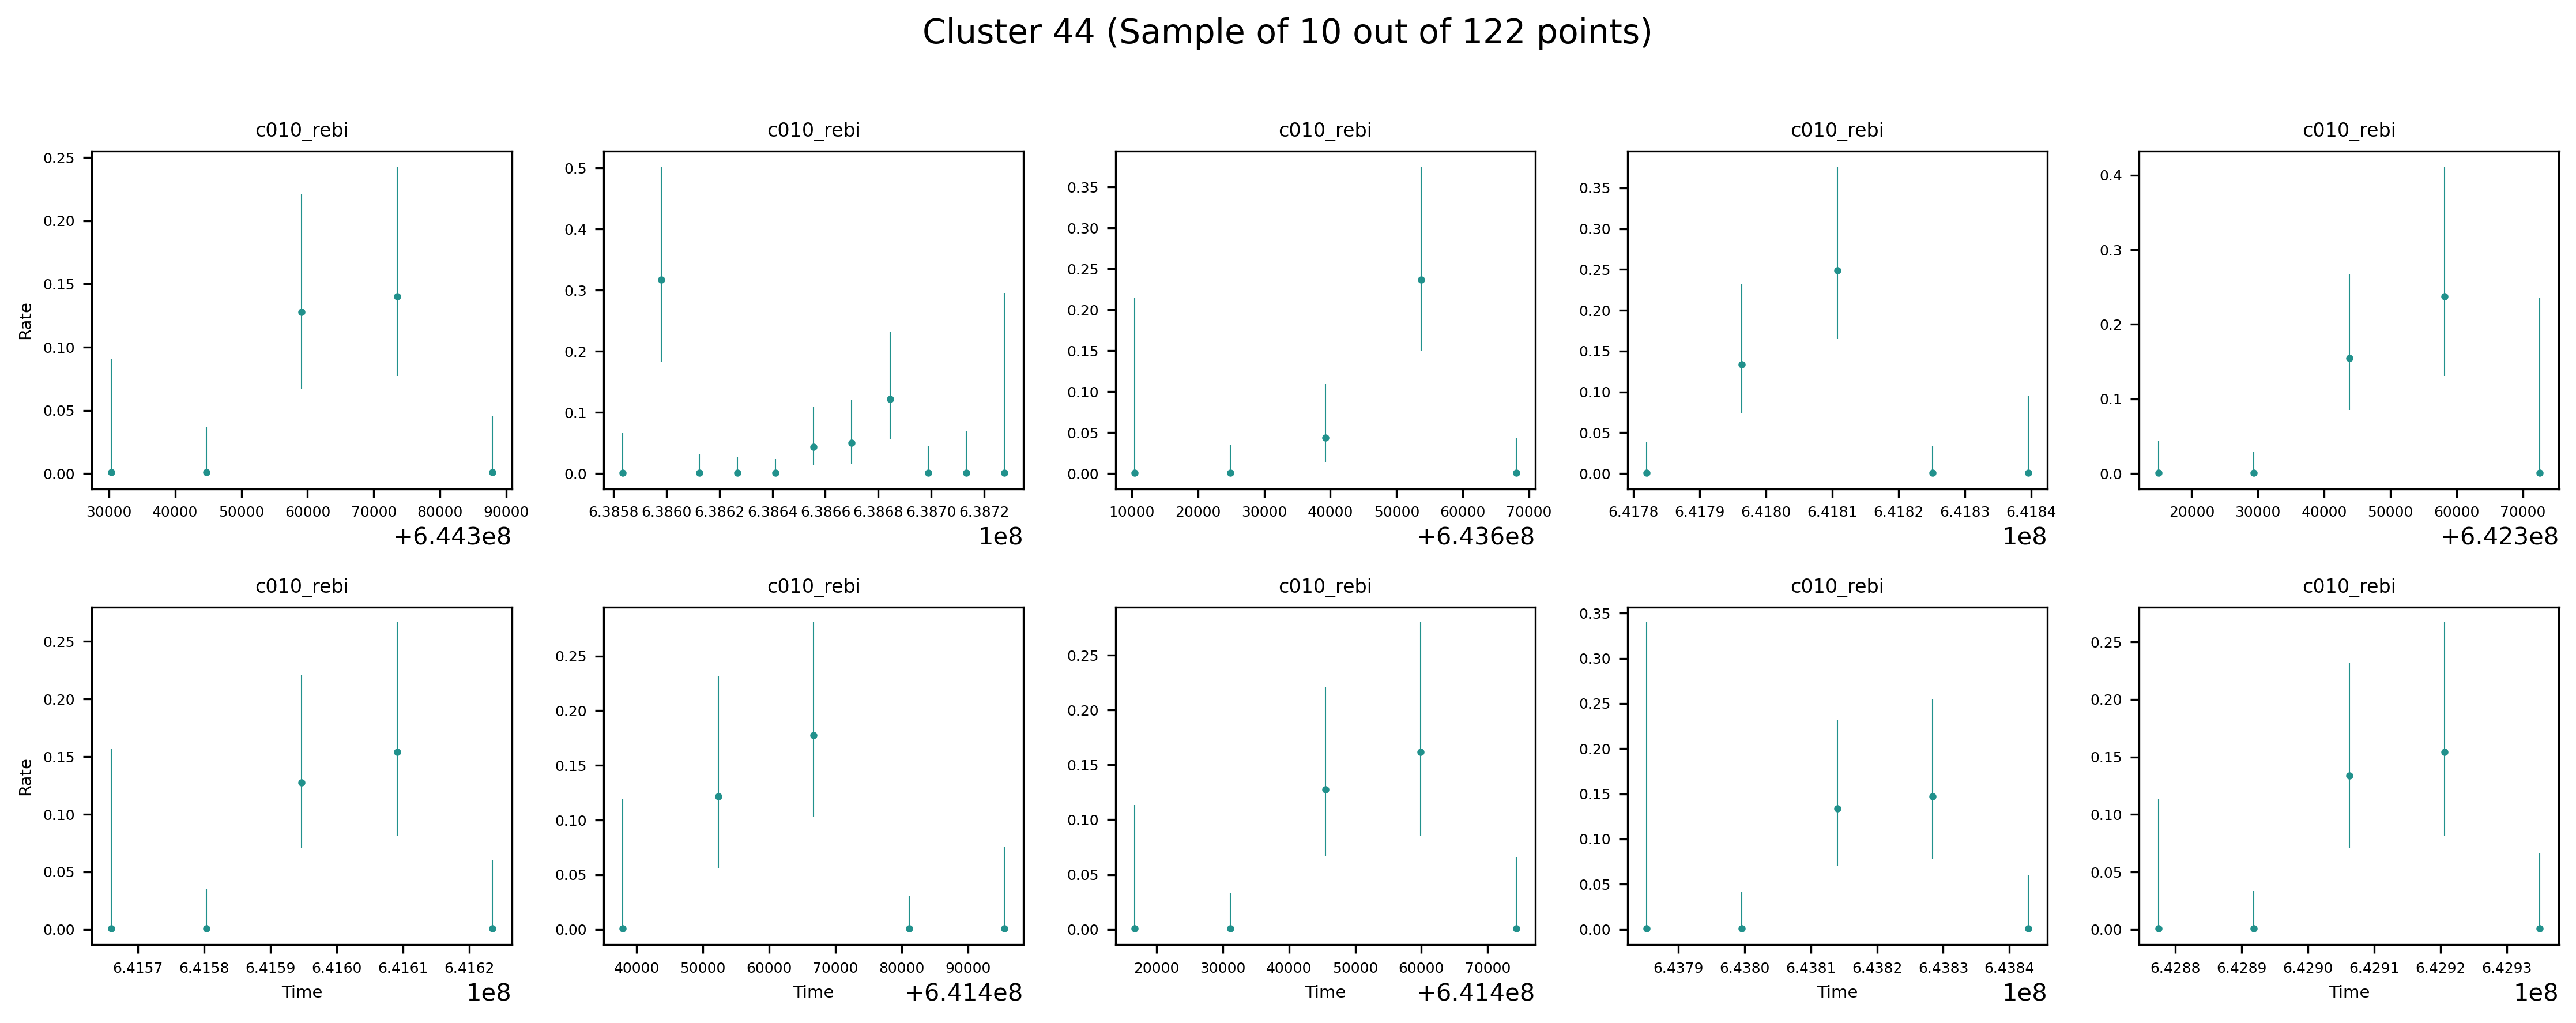 Cluster 44 (Sample of 10 out of 122 points)
c010_rebi c010_rebi c010_rebi c010_rebi c010_rebi
0.25 0.20 0.15 0.10 0.05 0.00
Rate
30000 40000 50000 60000 70000 80000 90000
+6.443e8
0.5 0.4 0.3 0.2 0.1 0.0
6.3858 6.3860 6.3862 6.3864 6.3866 6.3868 6.3870 6.3872
1e8
0.35 0.30 0.25 0.20 0.15 0.10 0.05 0.00
10000 20000 30000 40000 50000 60000 70000
+6.436e8
0.35 0.30 0.25 0.20 0.15 0.10 0.05 0.00
6.4178 6.4179 6.4180 6.4181 6.4182 6.4183 6.4184
1e8
0.4 0.3 0.2 0.1 0.0
20000 30000 40000 50000 60000 70000
+6.423e8
c010_rebi c010_rebi c010_rebi c010_rebi c010_rebi
0.25 0.20 0.15 0.10 0.05 0.00
Rate
6.4157 6.4158 6.4159 6.4160 6.4161 6.4162
Time 1e8
0.25 0.20 0.15 0.10 0.05 0.00
40000 50000 60000 70000 80000 90000
Time +6.414e8
0.25 0.20 0.15 0.10 0.05 0.00
20000 30000 40000 50000 60000 70000
Time +6.414e8
0.35 0.30 0.25 0.20 0.15 0.10 0.05 0.00
6.4379 6.4380 6.4381 6.4382 6.4383 6.4384
Time 1e8
0.25 0.20 0.15 0.10 0.05 0.00
6.4288 6.4289 6.4290 6.4291 6.4292 6.4293
Time 1e8